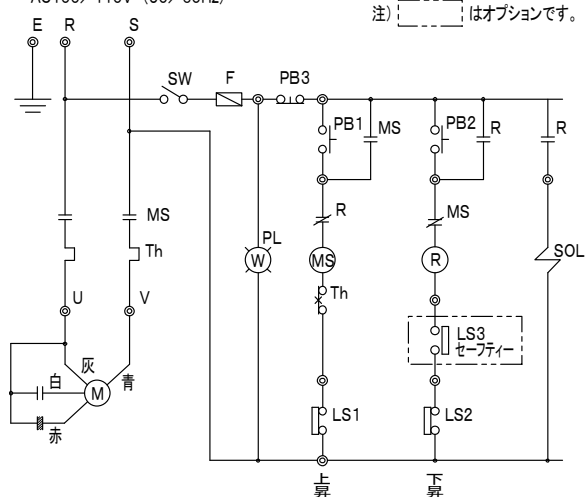 AC100/110V (50/60Hz)
注) はオプションです。
E
R
S
SW
F
PB3
PB1
MS
PB2
R
R
MS
R
MS
PL
Th
W
MS
R
SOL
Th
U
V
LS3
セーフティー
灰
白
青
M
赤
LS1
LS2
上昇
下昇